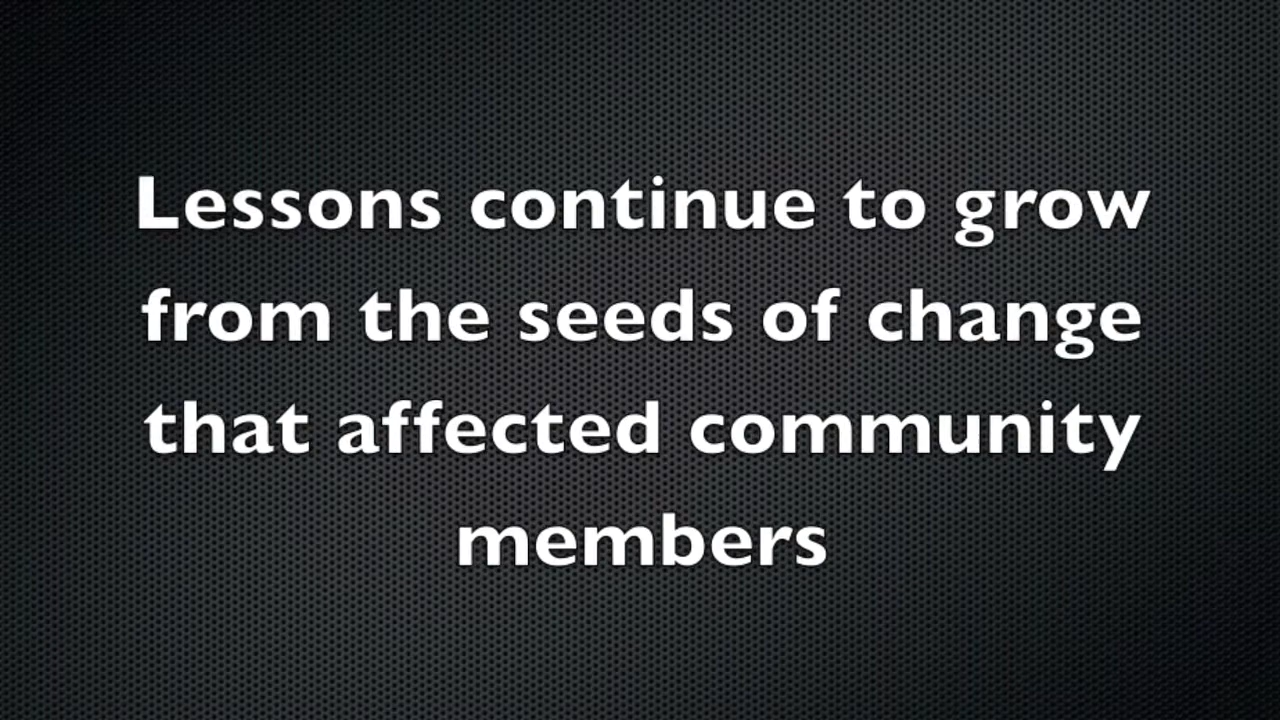 Lessons continue to grow
from the seeds of change
that affected community
members